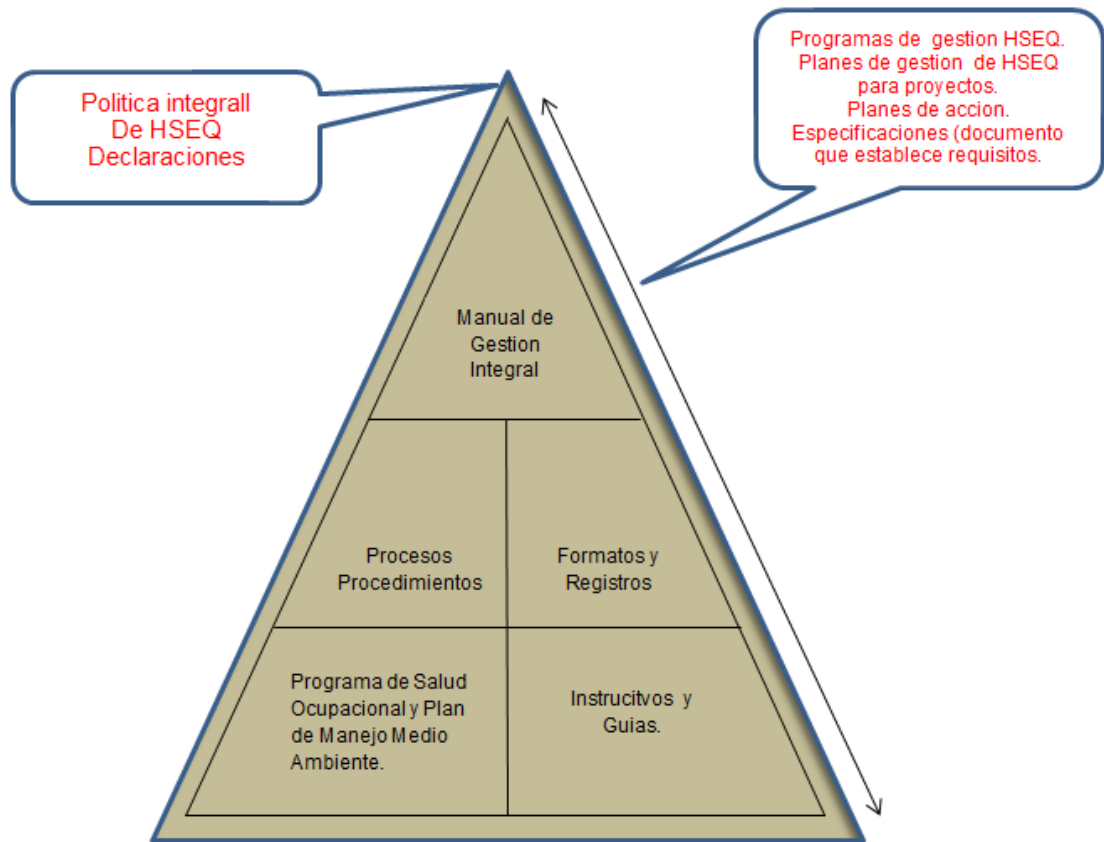 Politica integrall
De HSEQ
Declaraciones
Programas de gestion HSEQ.
Planes de gestion de HSEQ
para proyectos.
Planes de accion.
Especificaciones (documento
que establece requisitos.
Manual de
Gestion
Integral
Procesos
Procedimientos
Formatos y
Registros
Programa de Salud
Ocupacional y Plan
de Manejo Medio
Ambiente.
Instrucitvos y
Guias.